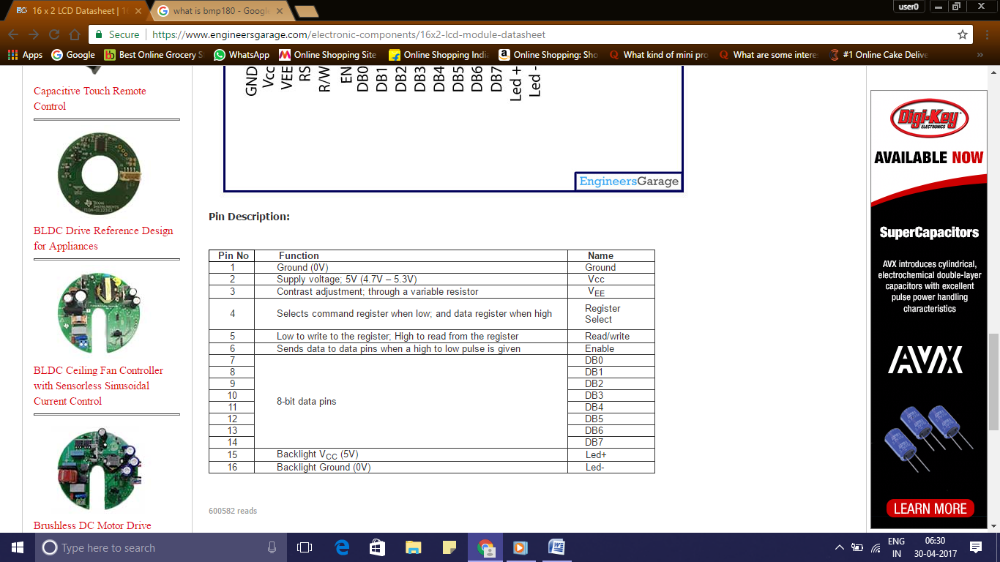 16 x 2 LCD Datasheet | 16
what is bmp180 - Google
user0
Secure https://www.engineersgarage.com/electronic-components/16x2-lcd-module-datasheet
Apps Google Best Online Grocery S WhatsApp Online Shopping Site Online Shopping India Online Shopping: Sho What kind of mini pro What are some interes #1 Online Cake Delive »
Capacitive Touch Remote
Control
BLDC Drive Reference Design
for Appliances
BLDC Ceiling Fan Controller
with Sensorless Sinusoidal
Current Control
Brushless DC Motor Drive
GND Vcc VEE RS R/W EN DB0 DB1 DB2 DB3 DB4 DB5 DB6 DB7 Led + Led -
EngineersGarage
Pin Description:
Pin No Function Name
1 Ground (0V) Ground
2 Supply voltage; 5V (4.7V – 5.3V) Vcc
3 Contrast adjustment; through a variable resistor VEE
4 Selects command register when low; and data register when high Register
Select
5 Low to write to the register; High to read from the register Read/write
6 Sends data to data pins when a high to low pulse is given Enable
7 DB0
8 DB1
9 DB2
10 DB3
8-bit data pins
11 DB4
12 DB5
13 DB6
14 DB7
15 Backlight VCC (5V) Led+
16 Backlight Ground (0V) Led-
600582 reads
Digi-Key
ELECTRONICS
AVAILABLE NOW
SuperCapacitors
AVX introduces cylindrical,
electrochemical double-layer
capacitors with excellent
pulse power handling
characteristics
AVX
LEARN MORE
Type here to search
ENG
IN
06:30
30-04-2017